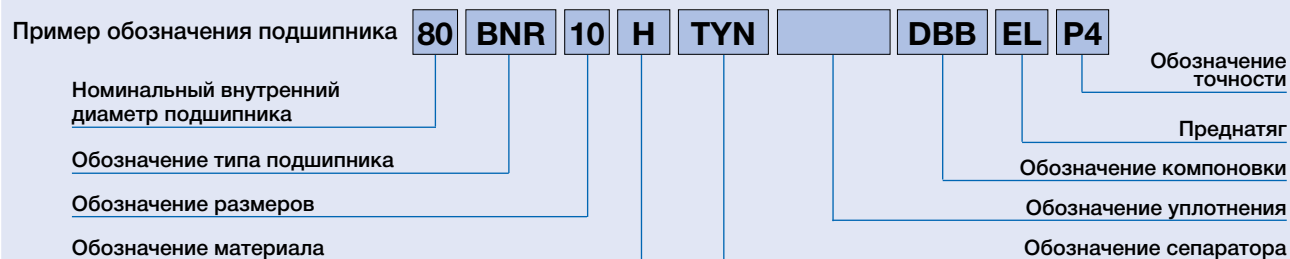 Пример обозначения подшипника 80 BNR 10 H TYN DBB EL P4
Номинальный внутренний
диаметр подшипника
Обозначение типа подшипника
Обозначение размеров
Обозначение материала
Обозначение
точности
Преднатяг
Обозначение компоновки
Обозначение уплотнения
Обозначение сепаратора